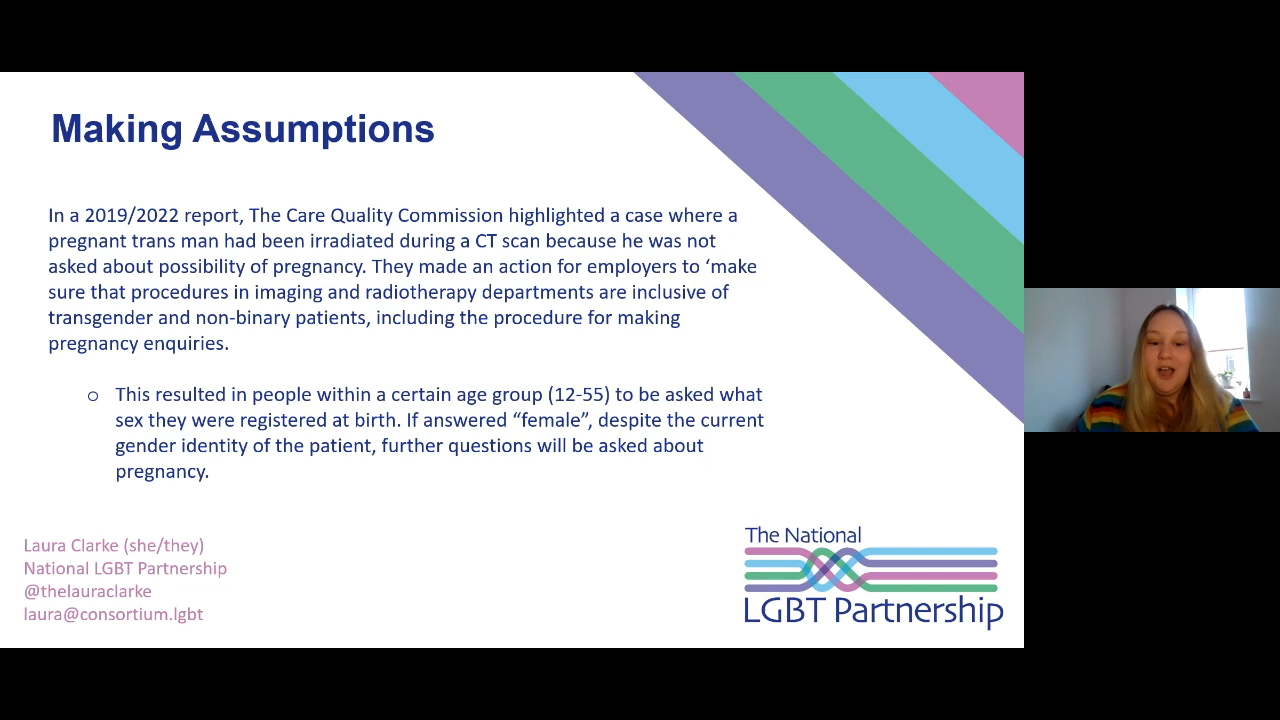 Making Assumptions
In a 2019/2022 report, The Care Quality Commission highlighted a case where a
pregnant trans man had been irradiated during a CT scan because he was not
asked about possibility of pregnancy. They made an action for employers to ‘make
sure that procedures in imaging and radiotherapy departments are inclusive of
transgender and non-binary patients, including the procedure for making
pregnancy enquiries.
o This resulted in people within a certain age group (12-55) to be asked what
sex they were registered at birth. If answered “female”, despite the current
gender identity of the patient, further questions will be asked about
pregnancy.
Laura Clarke (she/they)
National LGBT Partnership
@thelauraclarke
laura@consortium.lgbt
The National
LGBT Partnership